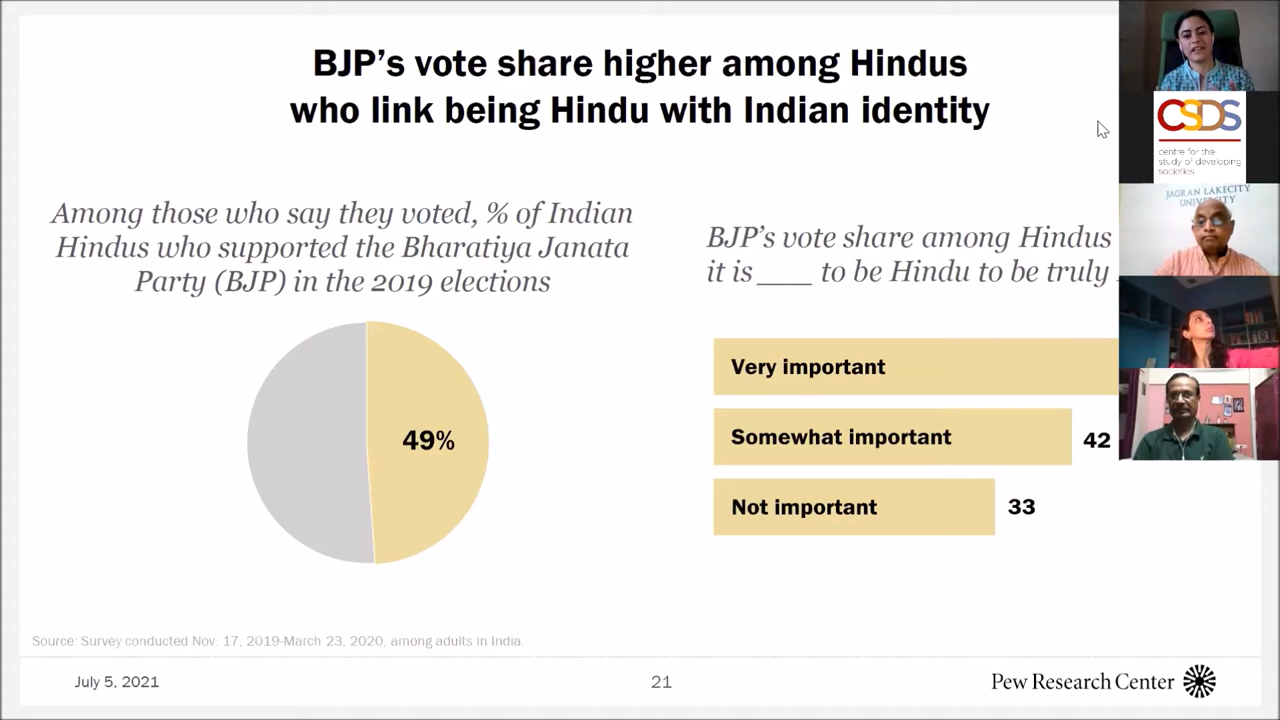 BJP's vote share higher among Hindus
who link being Hindu with Indian identity
Among those who say they voted, % of Indian
Hindus who supported the Bharatiya Janata
Party (BJP) in the 2019 elections
49%
BJP's vote share among Hindus
it is ___ to be Hindu to be truly
Very important
Somewhat important
42
Not important
33
Source: Survey conducted Nov. 17, 2019-March 23, 2020, among adults in India.
July 5, 2021
21
Pew Research Center
CSDS
centre for the
study of developing
societies
JAGRAN LAKECITY
UNIVERSITY